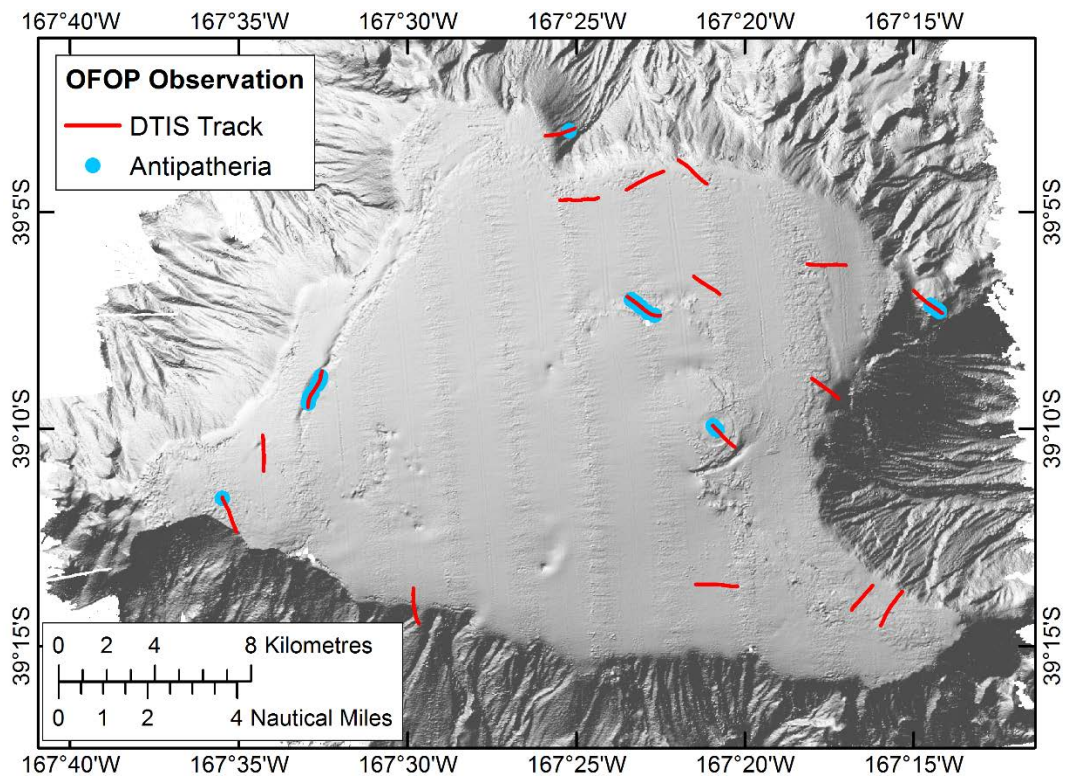 167°40'W 167°35'W 167°30'W 167°25'W 167°20'W 167°15'W
OFOP Observation
DTIS Track
Antipatheria
39°5'S 39°5'S
39°10'S 39°10'S
39°15'S 39°15'S
0 2 4 8 Kilometres
0 1 2 4 Nautical Miles
167°40'W 167°35'W 167°30'W 167°25'W 167°20'W 167°15'W